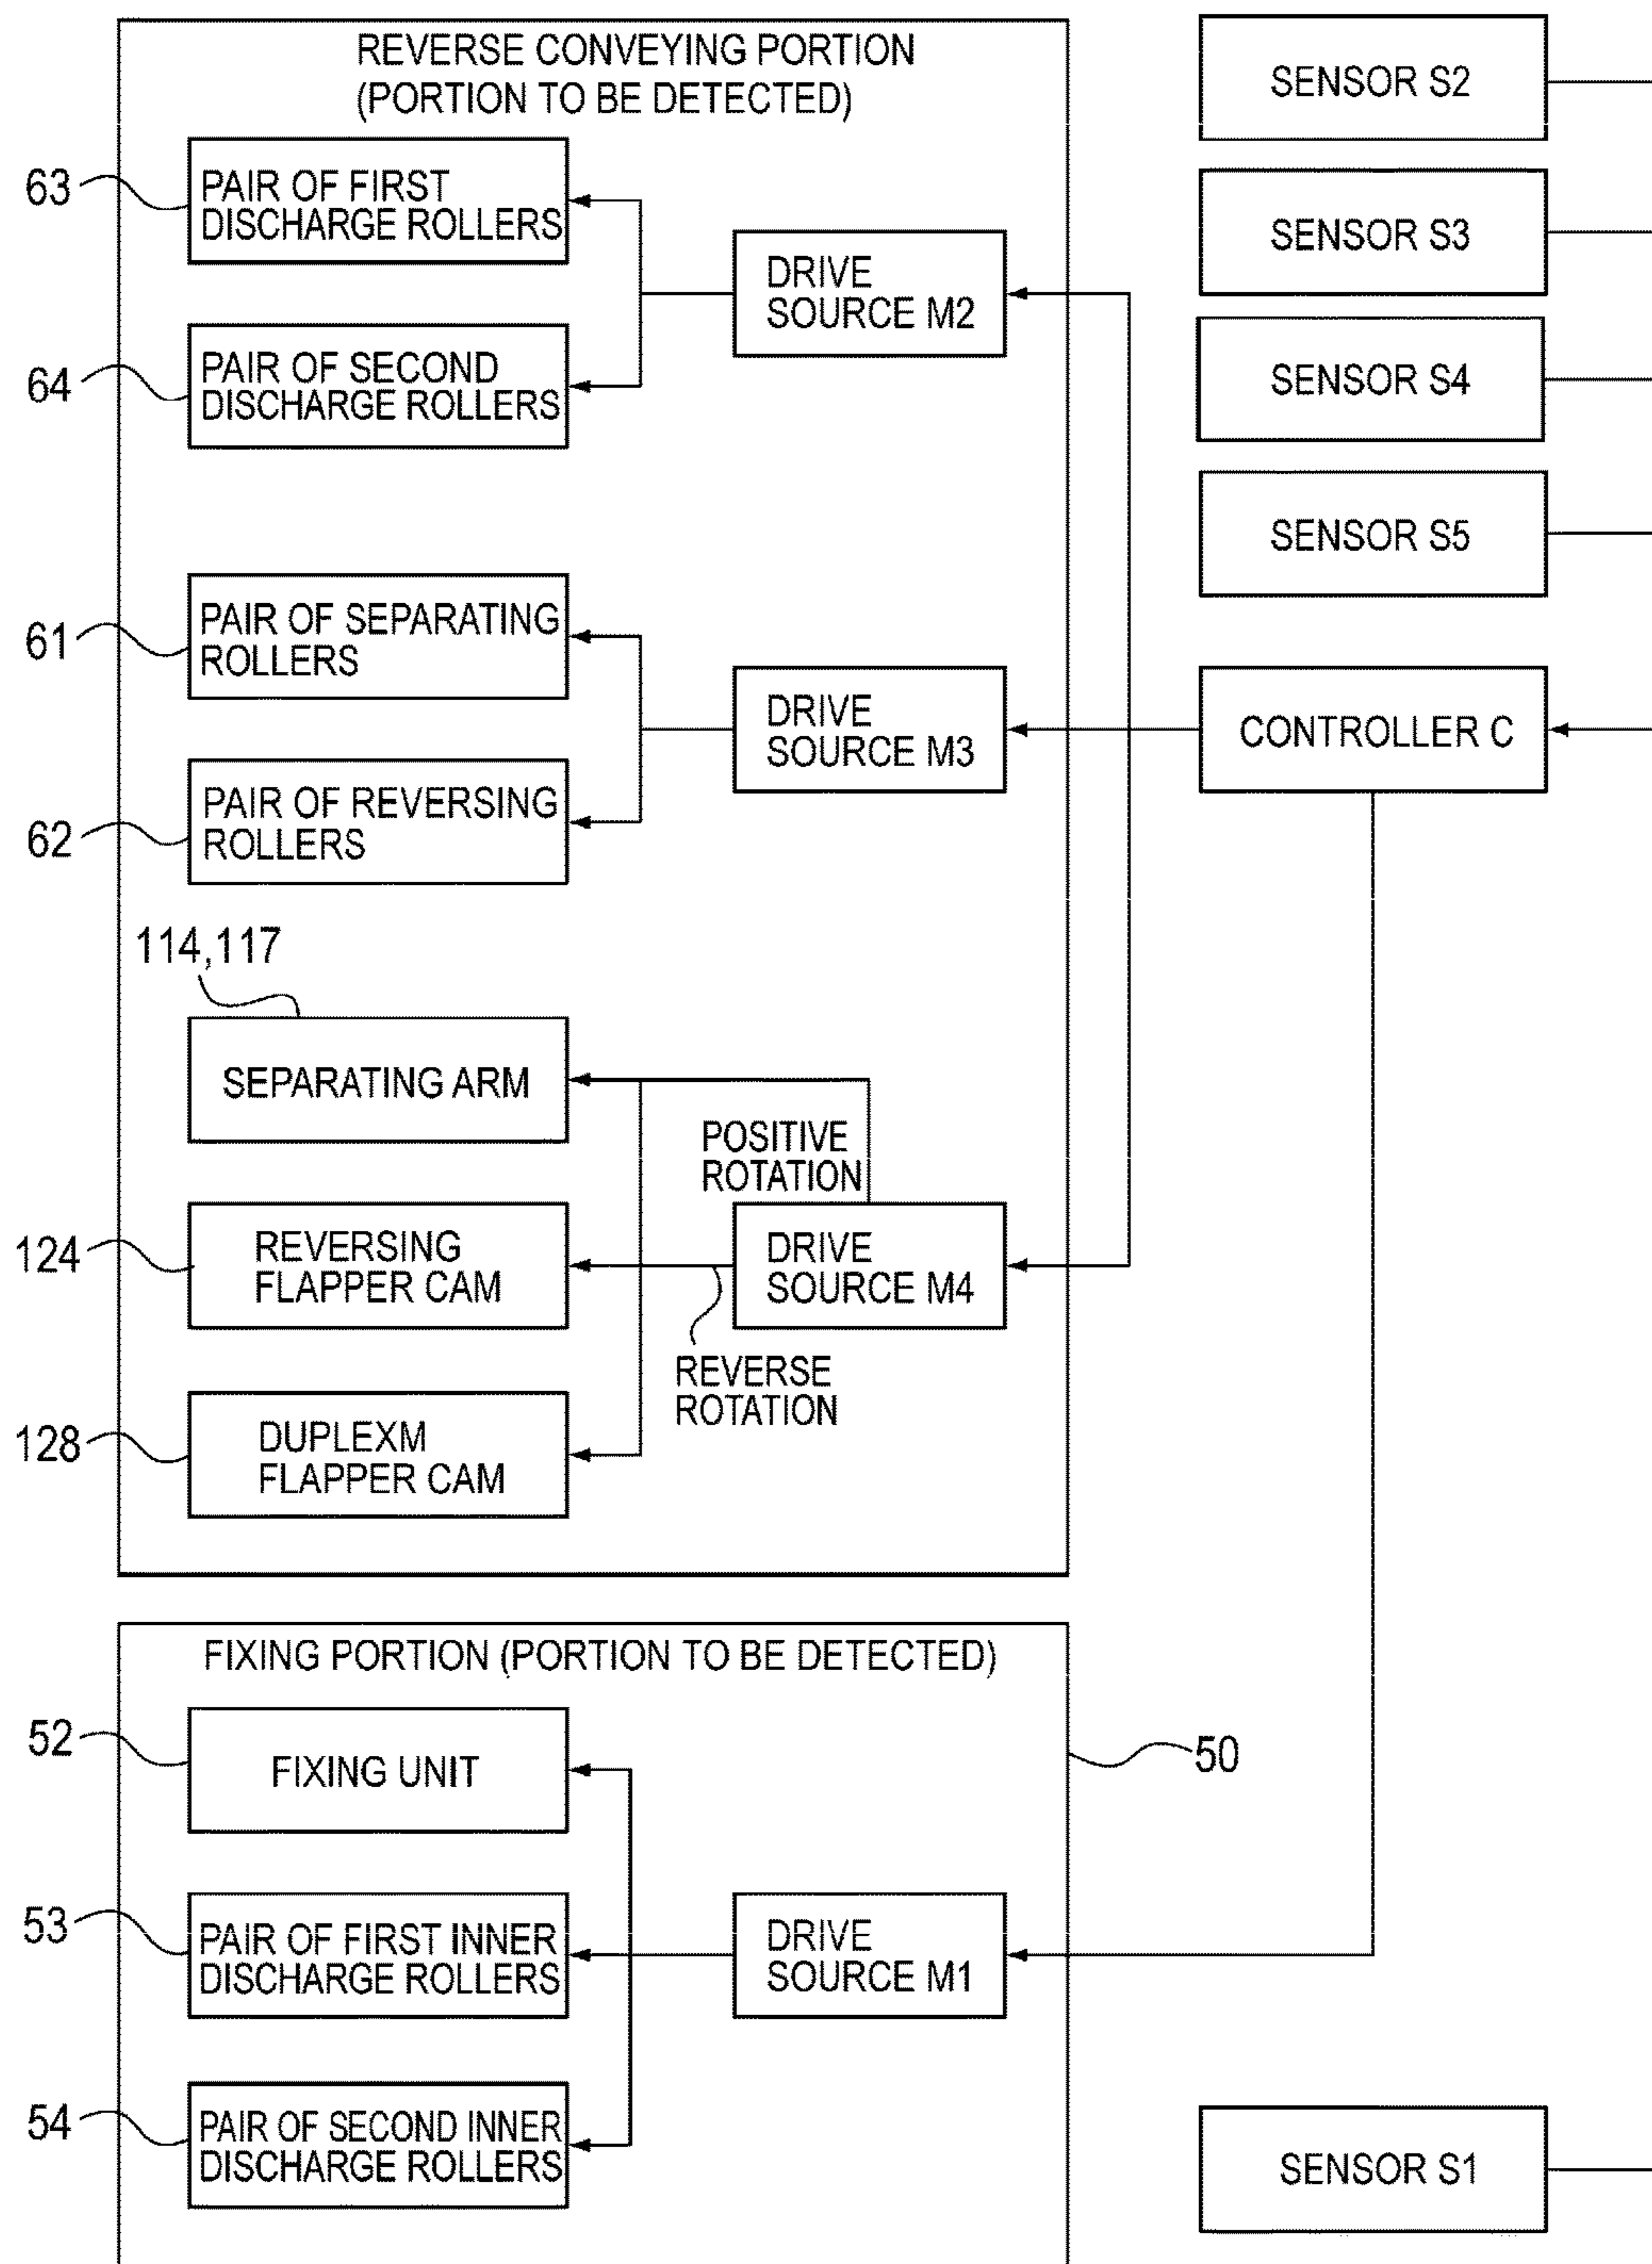 REVERSE CONVEYING PORTION
(PORTION TO BE DETECTED)
63
PAIR OF FIRST
DISCHARGE ROLLERS
64
PAIR OF SECOND
DISCHARGE ROLLERS
DRIVE
SOURCE M2
61
PAIR OF SEPARATING
ROLLERS
62
PAIR OF REVERSING
ROLLERS
DRIVE
SOURCE M3
114,117
SEPARATING ARM
POSITIVE
ROTATION
124
REVERSING
FLAPPER CAM
DRIVE
SOURCE M4
REVERSE
ROTATION
128
DUPLEXM
FLAPPER CAM
SENSOR S2
SENSOR S3
SENSOR S4
SENSOR S5
CONTROLLER C
FIXING PORTION (PORTION TO BE DETECTED)
52
FIXING UNIT
50
53
PAIR OF FIRST INNER
DISCHARGE ROLLERS
DRIVE
SOURCE M1
54
PAIR OF SECOND INNER
DISCHARGE ROLLERS
SENSOR S1